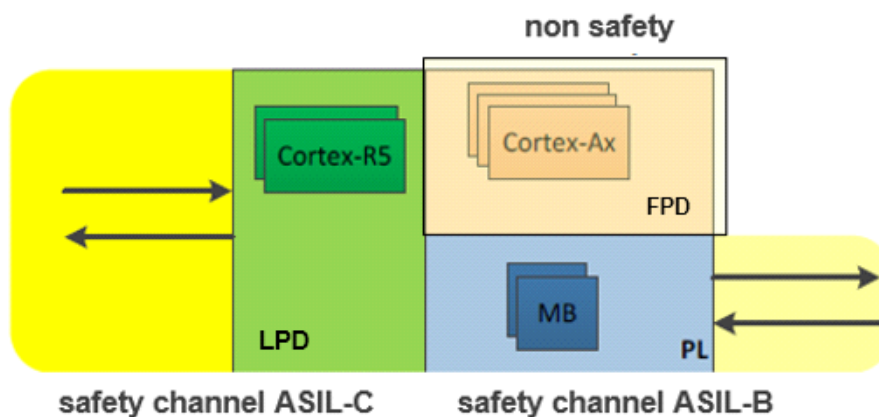 non safety
Cortex-R5
Cortex-Ax
FPD
MB
LPD
PL
safety channel ASIL-C
safety channel ASIL-B